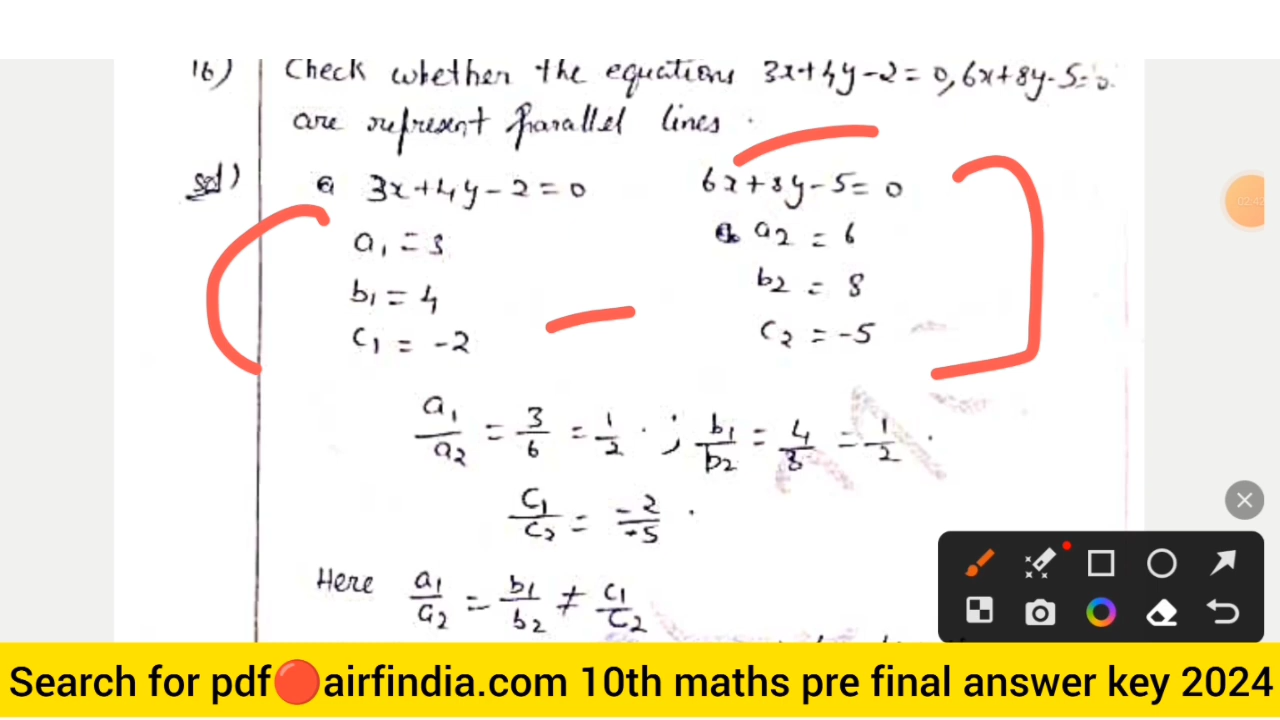 16) Check whether the equations 3x+4y-2=0, 6x+8y-5=0.
are represent parallel lines.
Sol) 3x+4y-2=0 6x+8y-5=0
a₁ = 3 a₂ = 6
b₁ = 4 b₂ = 8
c₁ = -2 c₂ = -5
a₁/a₂ = 3/6 = 1/2 . ; b₁/b₂ = 4/8 = 1/2 .
c₁/c₂ = -2/-5 .
Here a₁/a₂ = b₁/b₂ ≠ c₁/c₂
02:42
Search for pdf🔴airfindia.com 10th maths pre final answer key 2024